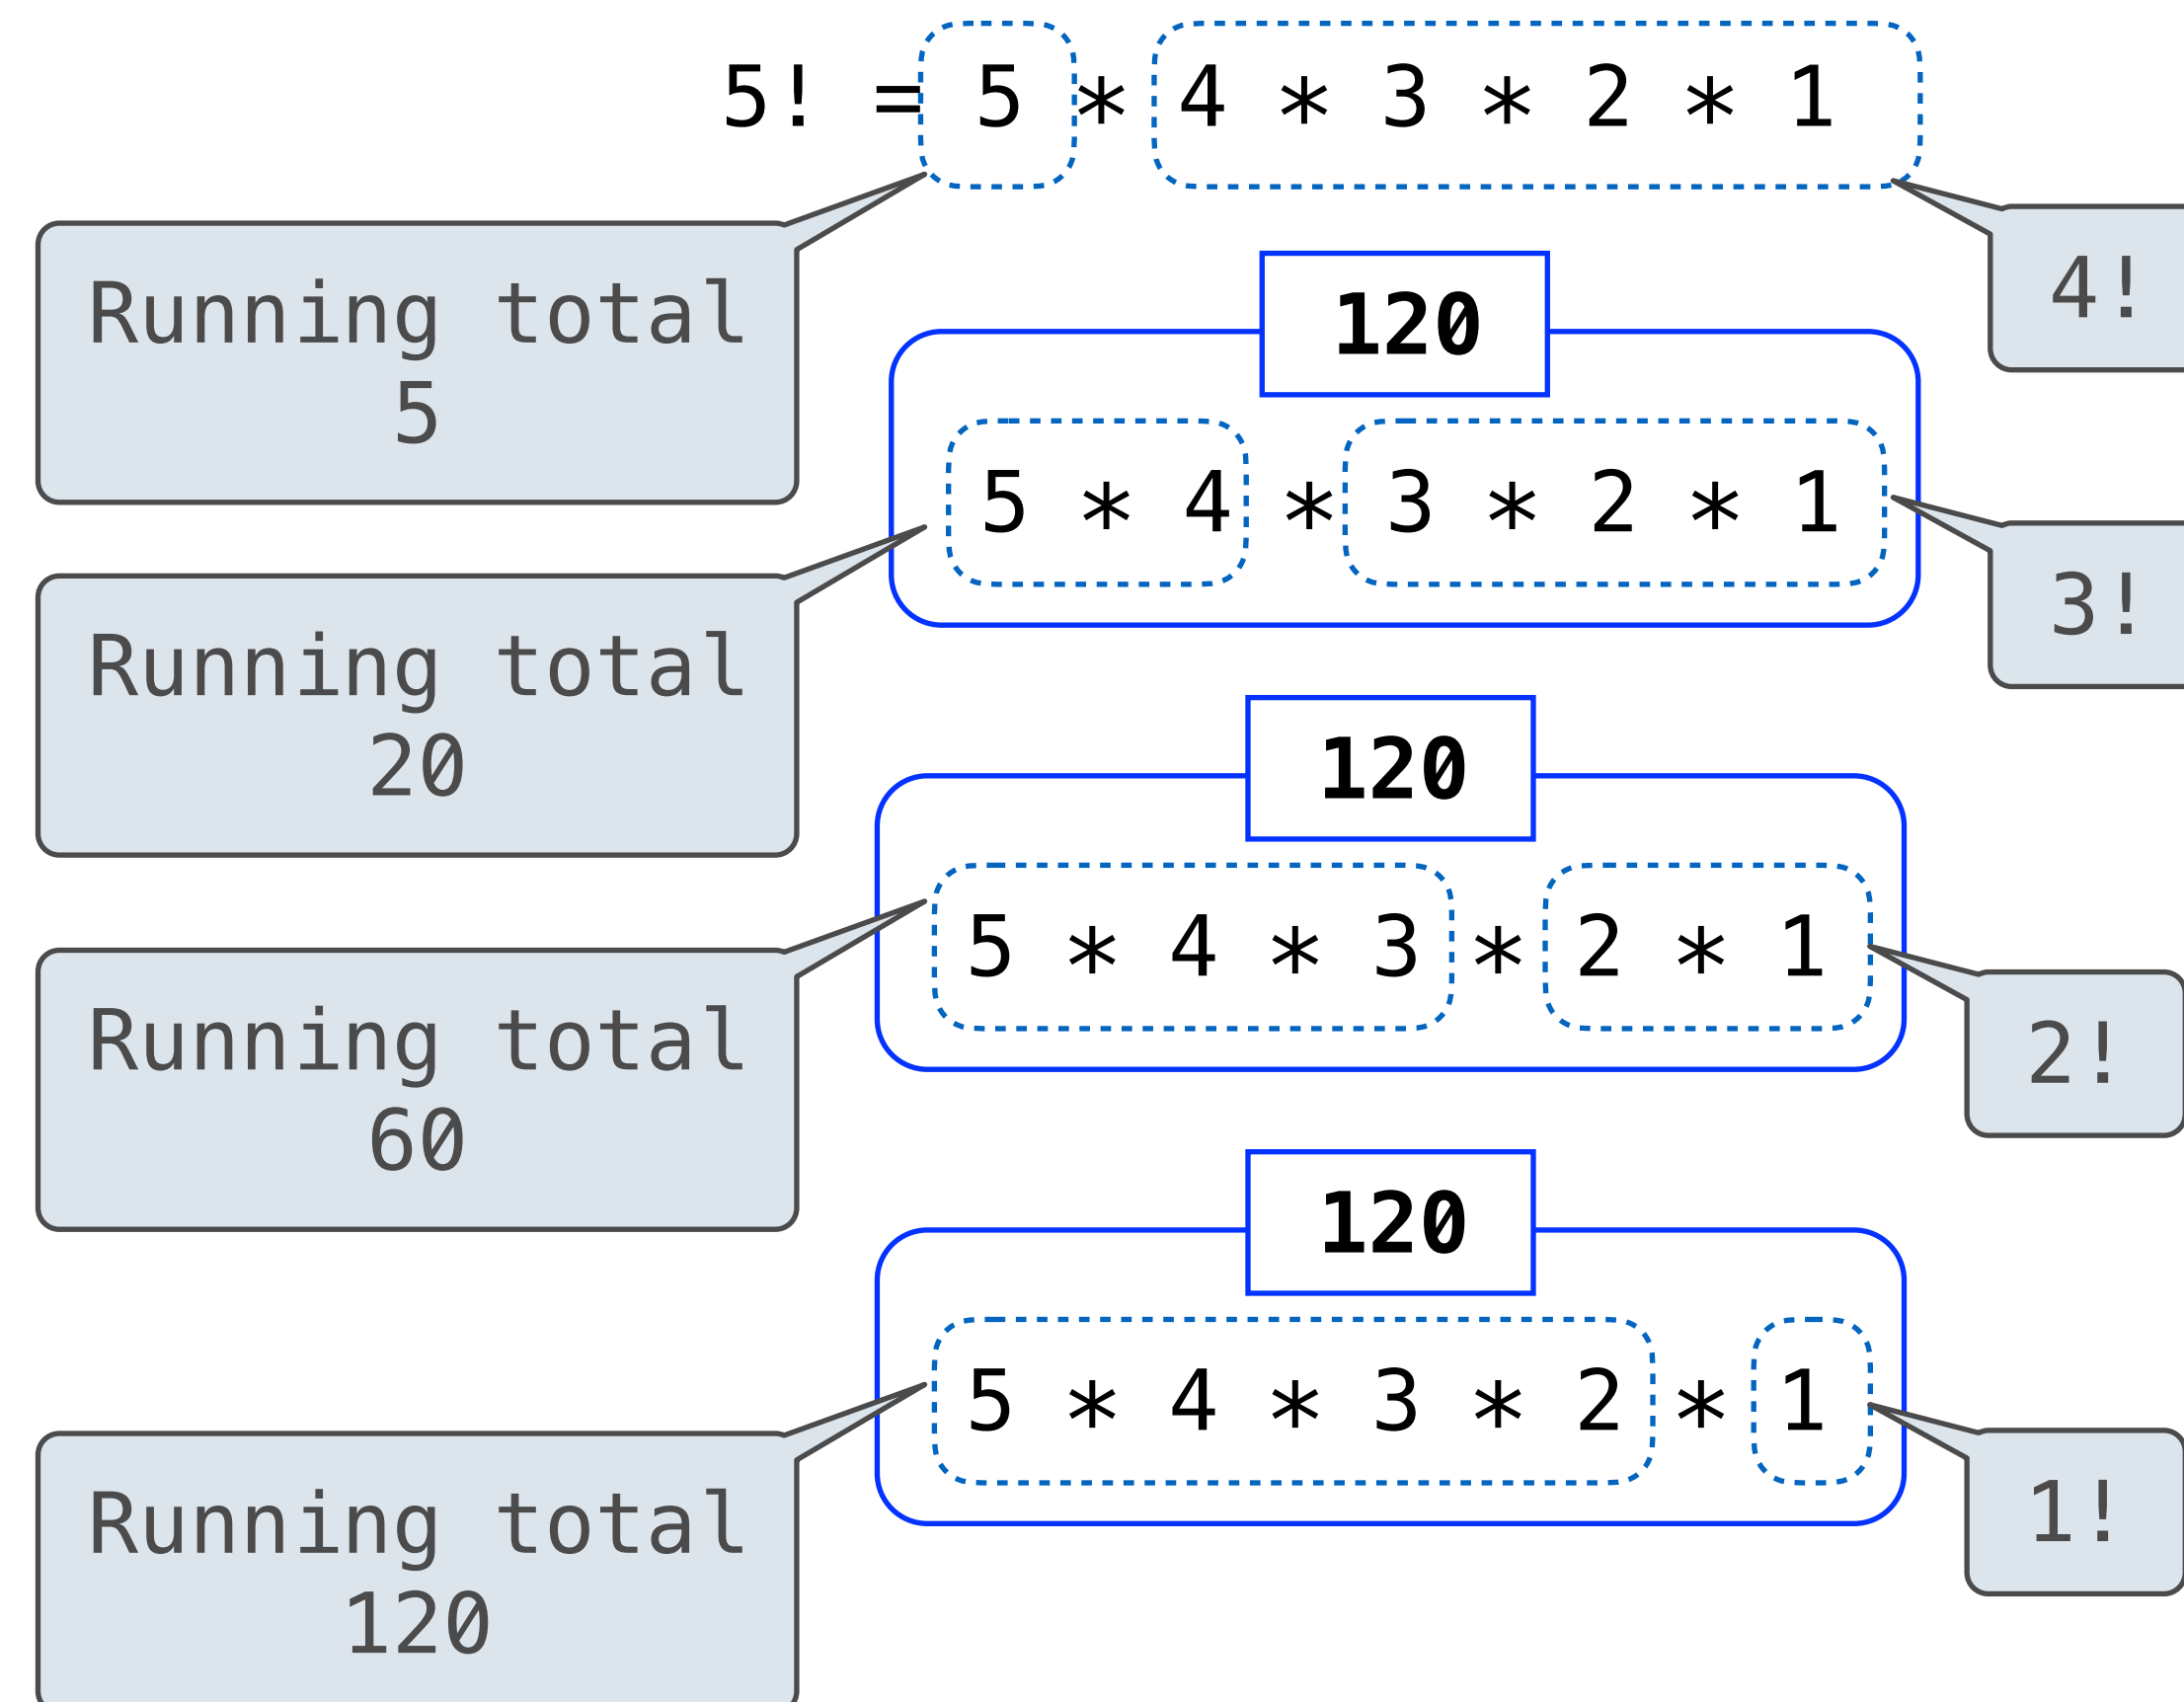 5! = 5 * 4 * 3 * 2 * 1
Running total
5
4!
120
5 * 4 * 3 * 2 * 1
3!
Running total
20
120
5 * 4 * 3 * 2 * 1
2!
Running total
60
120
5 * 4 * 3 * 2 * 1
1!
Running total
120